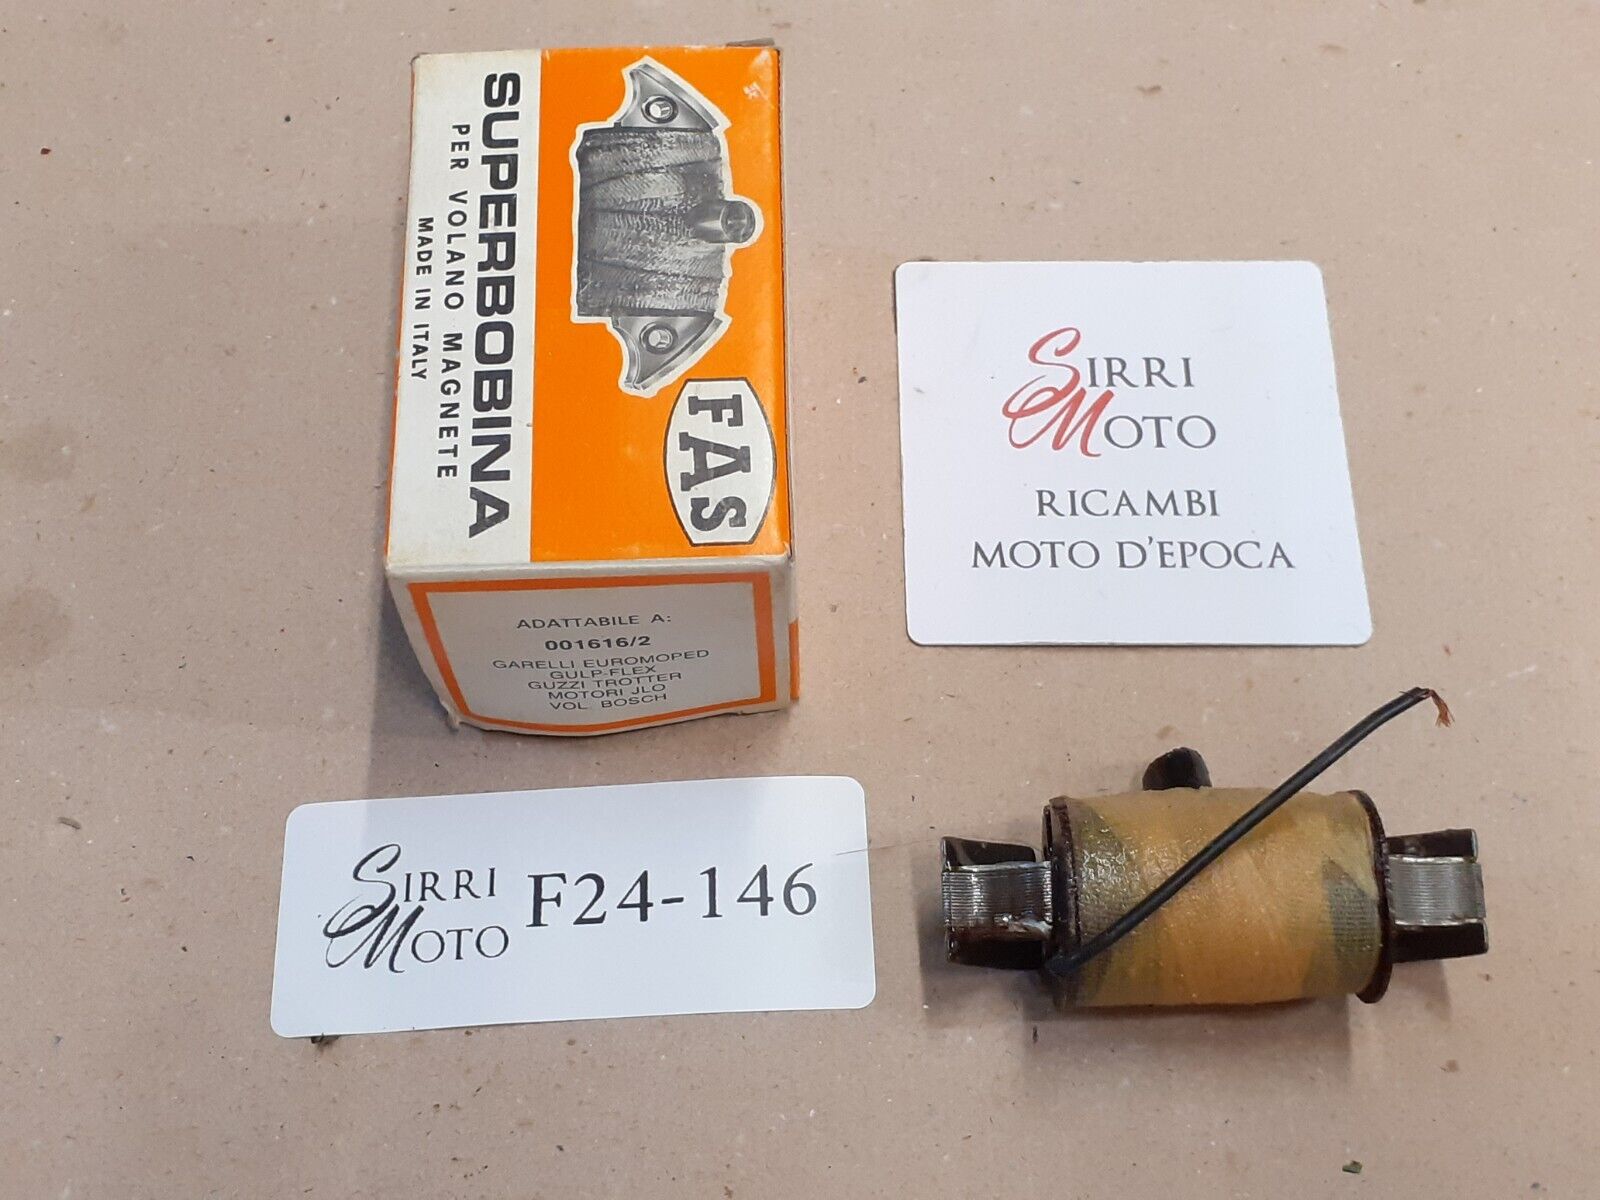 SUPERBOBINA
PER VOLANO MAGNETE
MADE IN ITALY
FAS
ADATTABILE A:
001616/2
GARELLI EUROMOPED
GULP-FLEX
GUZZI TROTTER
MOTORI JLO
VOL. BOSCH
SIRRI
MOTO
RICAMBI
MOTO D'EPOCA
SIRRI
MOTO
F24-146